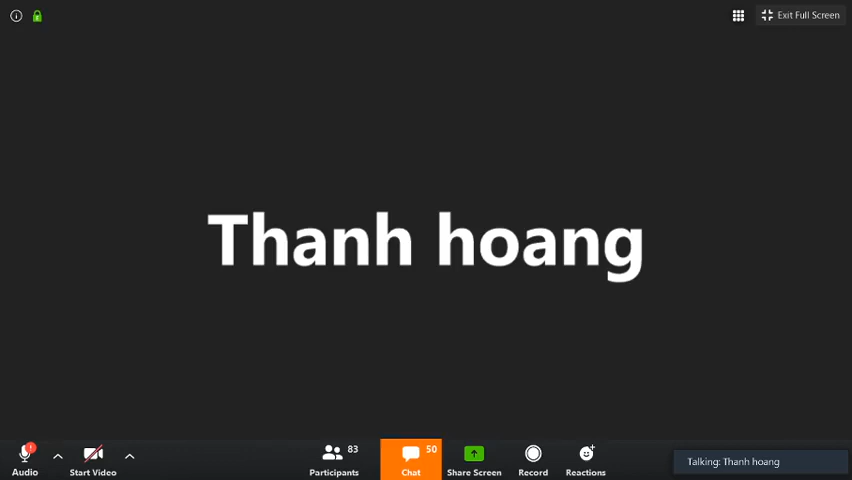 Exit Full Screen
Thanh hoang
83
50
Audio
Start Video
Participants
Chat
Share Screen
Record
Reactions
Talking: Thanh hoang